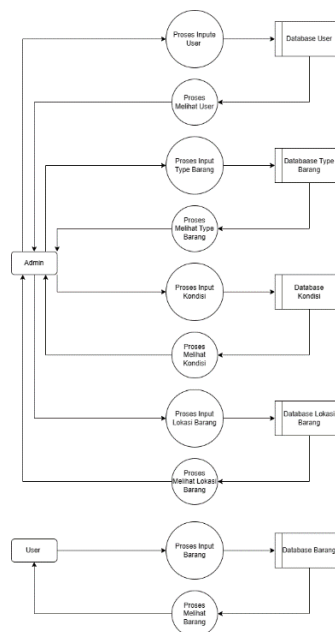 Proses Inpute
User
Database User
Proses
Melihat User
Proses Input
Type Barang
Databaase Type
Barang
Proses
Melihat Type
Barang
Admin
Proses Input
Kondisi
Database
Kondisi
Proses
Melihat
Kondisi
Proses Input
Lokasi Barang
Database Lokasi
Barang
Proses
Melihat Lokasi
Barang
User
Proses Input
Barang
Database Barang
Proses
Melihat
Barang